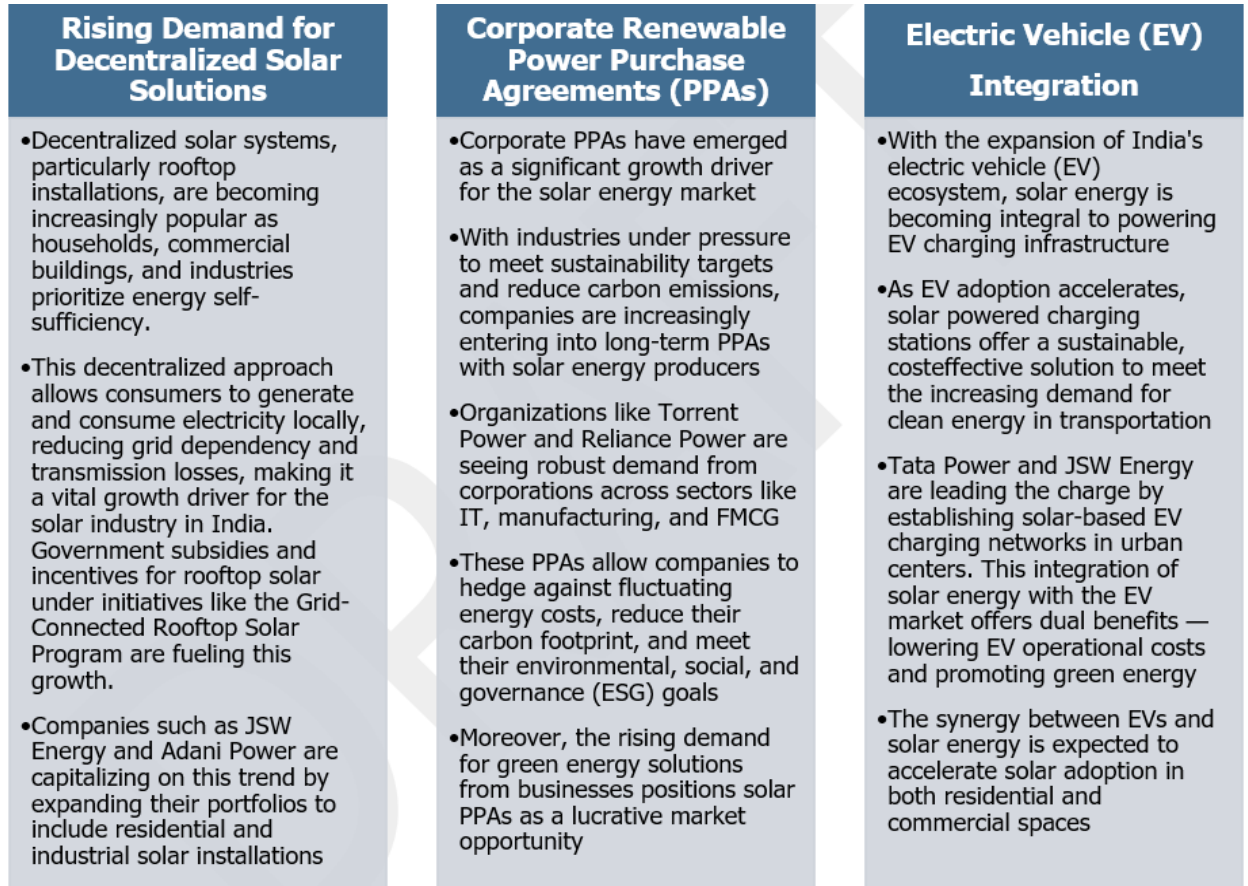 Rising Demand for
Decentralized Solar
Solutions
•Decentralized solar systems,
particularly rooftop
installations, are becoming
increasingly popular as
households, commercial
buildings, and industries
prioritize energy self-
sufficiency.
•This decentralized approach
allows consumers to generate
and consume electricity locally,
reducing grid dependency and
transmission losses, making it
a vital growth driver for the
solar industry in India.
Government subsidies and
incentives for rooftop solar
under initiatives like the Grid-
Connected Rooftop Solar
Program are fueling this
growth.
•Companies such as JSW
Energy and Adani Power are
capitalizing on this trend by
expanding their portfolios to
include residential and
industrial solar installations
Corporate Renewable
Power Purchase
Agreements (PPAs)
•Corporate PPAs have emerged
as a significant growth driver
for the solar energy market
•With industries under pressure
to meet sustainability targets
and reduce carbon emissions,
companies are increasingly
entering into long-term PPAs
with solar energy producers
•Organizations like Torrent
Power and Reliance Power are
seeing robust demand from
corporations across sectors like
IT, manufacturing, and FMCG
•These PPAs allow companies to
hedge against fluctuating
energy costs, reduce their
carbon footprint, and meet
their environmental, social, and
governance (ESG) goals
•Moreover, the rising demand
for green energy solutions
from businesses positions solar
PPAs as a lucrative market
opportunity
Electric Vehicle (EV)
Integration
•With the expansion of India's
electric vehicle (EV)
ecosystem, solar energy is
becoming integral to powering
EV charging infrastructure
•As EV adoption accelerates,
solar powered charging
stations offer a sustainable,
costeffective solution to meet
the increasing demand for
clean energy in transportation
•Tata Power and JSW Energy
are leading the charge by
establishing solar-based EV
charging networks in urban
centers. This integration of
solar energy with the EV
market offers dual benefits —
lowering EV operational costs
and promoting green energy
•The synergy between EVs and
solar energy is expected to
accelerate solar adoption in
both residential and
commercial spaces